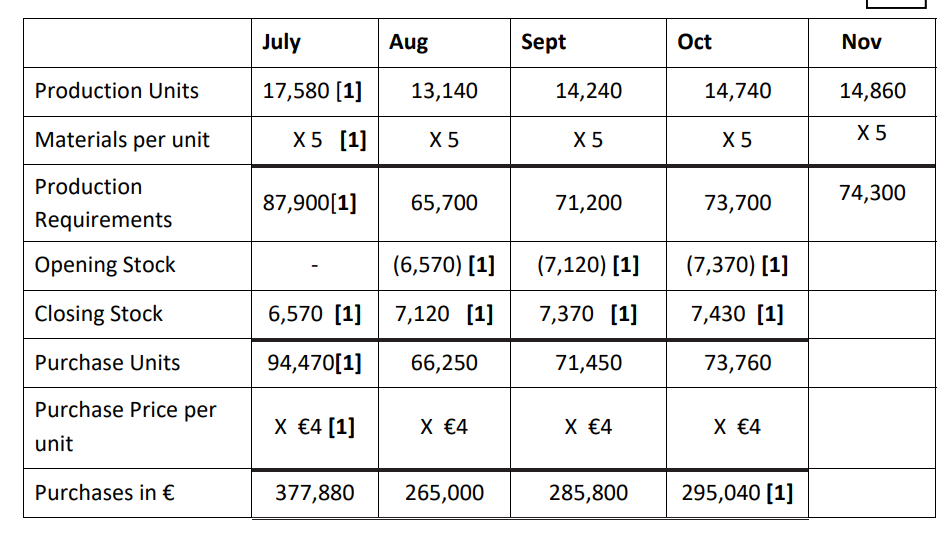 July Aug Sept Oct Nov
Production Units 17,580 [1] 13,140 14,240 14,740 14,860
Materials per unit X 5 [1] X 5 X 5 X 5 X 5
Production
Requirements 87,900[1] 65,700 71,200 73,700 74,300
Opening Stock - (6,570) [1] (7,120) [1] (7,370) [1]
Closing Stock 6,570 [1] 7,120 [1] 7,370 [1] 7,430 [1]
Purchase Units 94,470[1] 66,250 71,450 73,760
Purchase Price per
unit X €4 [1] X €4 X €4 X €4
Purchases in € 377,880 265,000 285,800 295,040 [1]